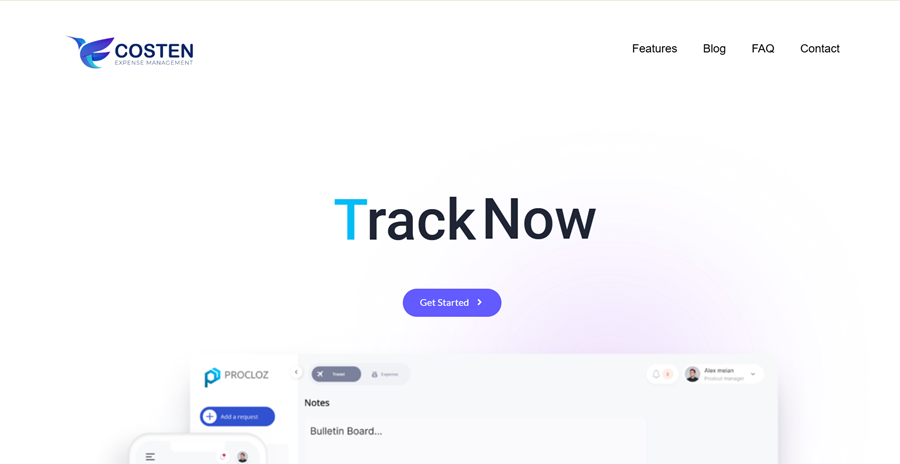 COSTEN
EXPENSE MANAGEMENT
Features Blog FAQ Contact
Track Now
Get Started
PROCLOZ
Travel Expense
Alex meian
Product manager
Add a request
Notes
Bulletin Board...